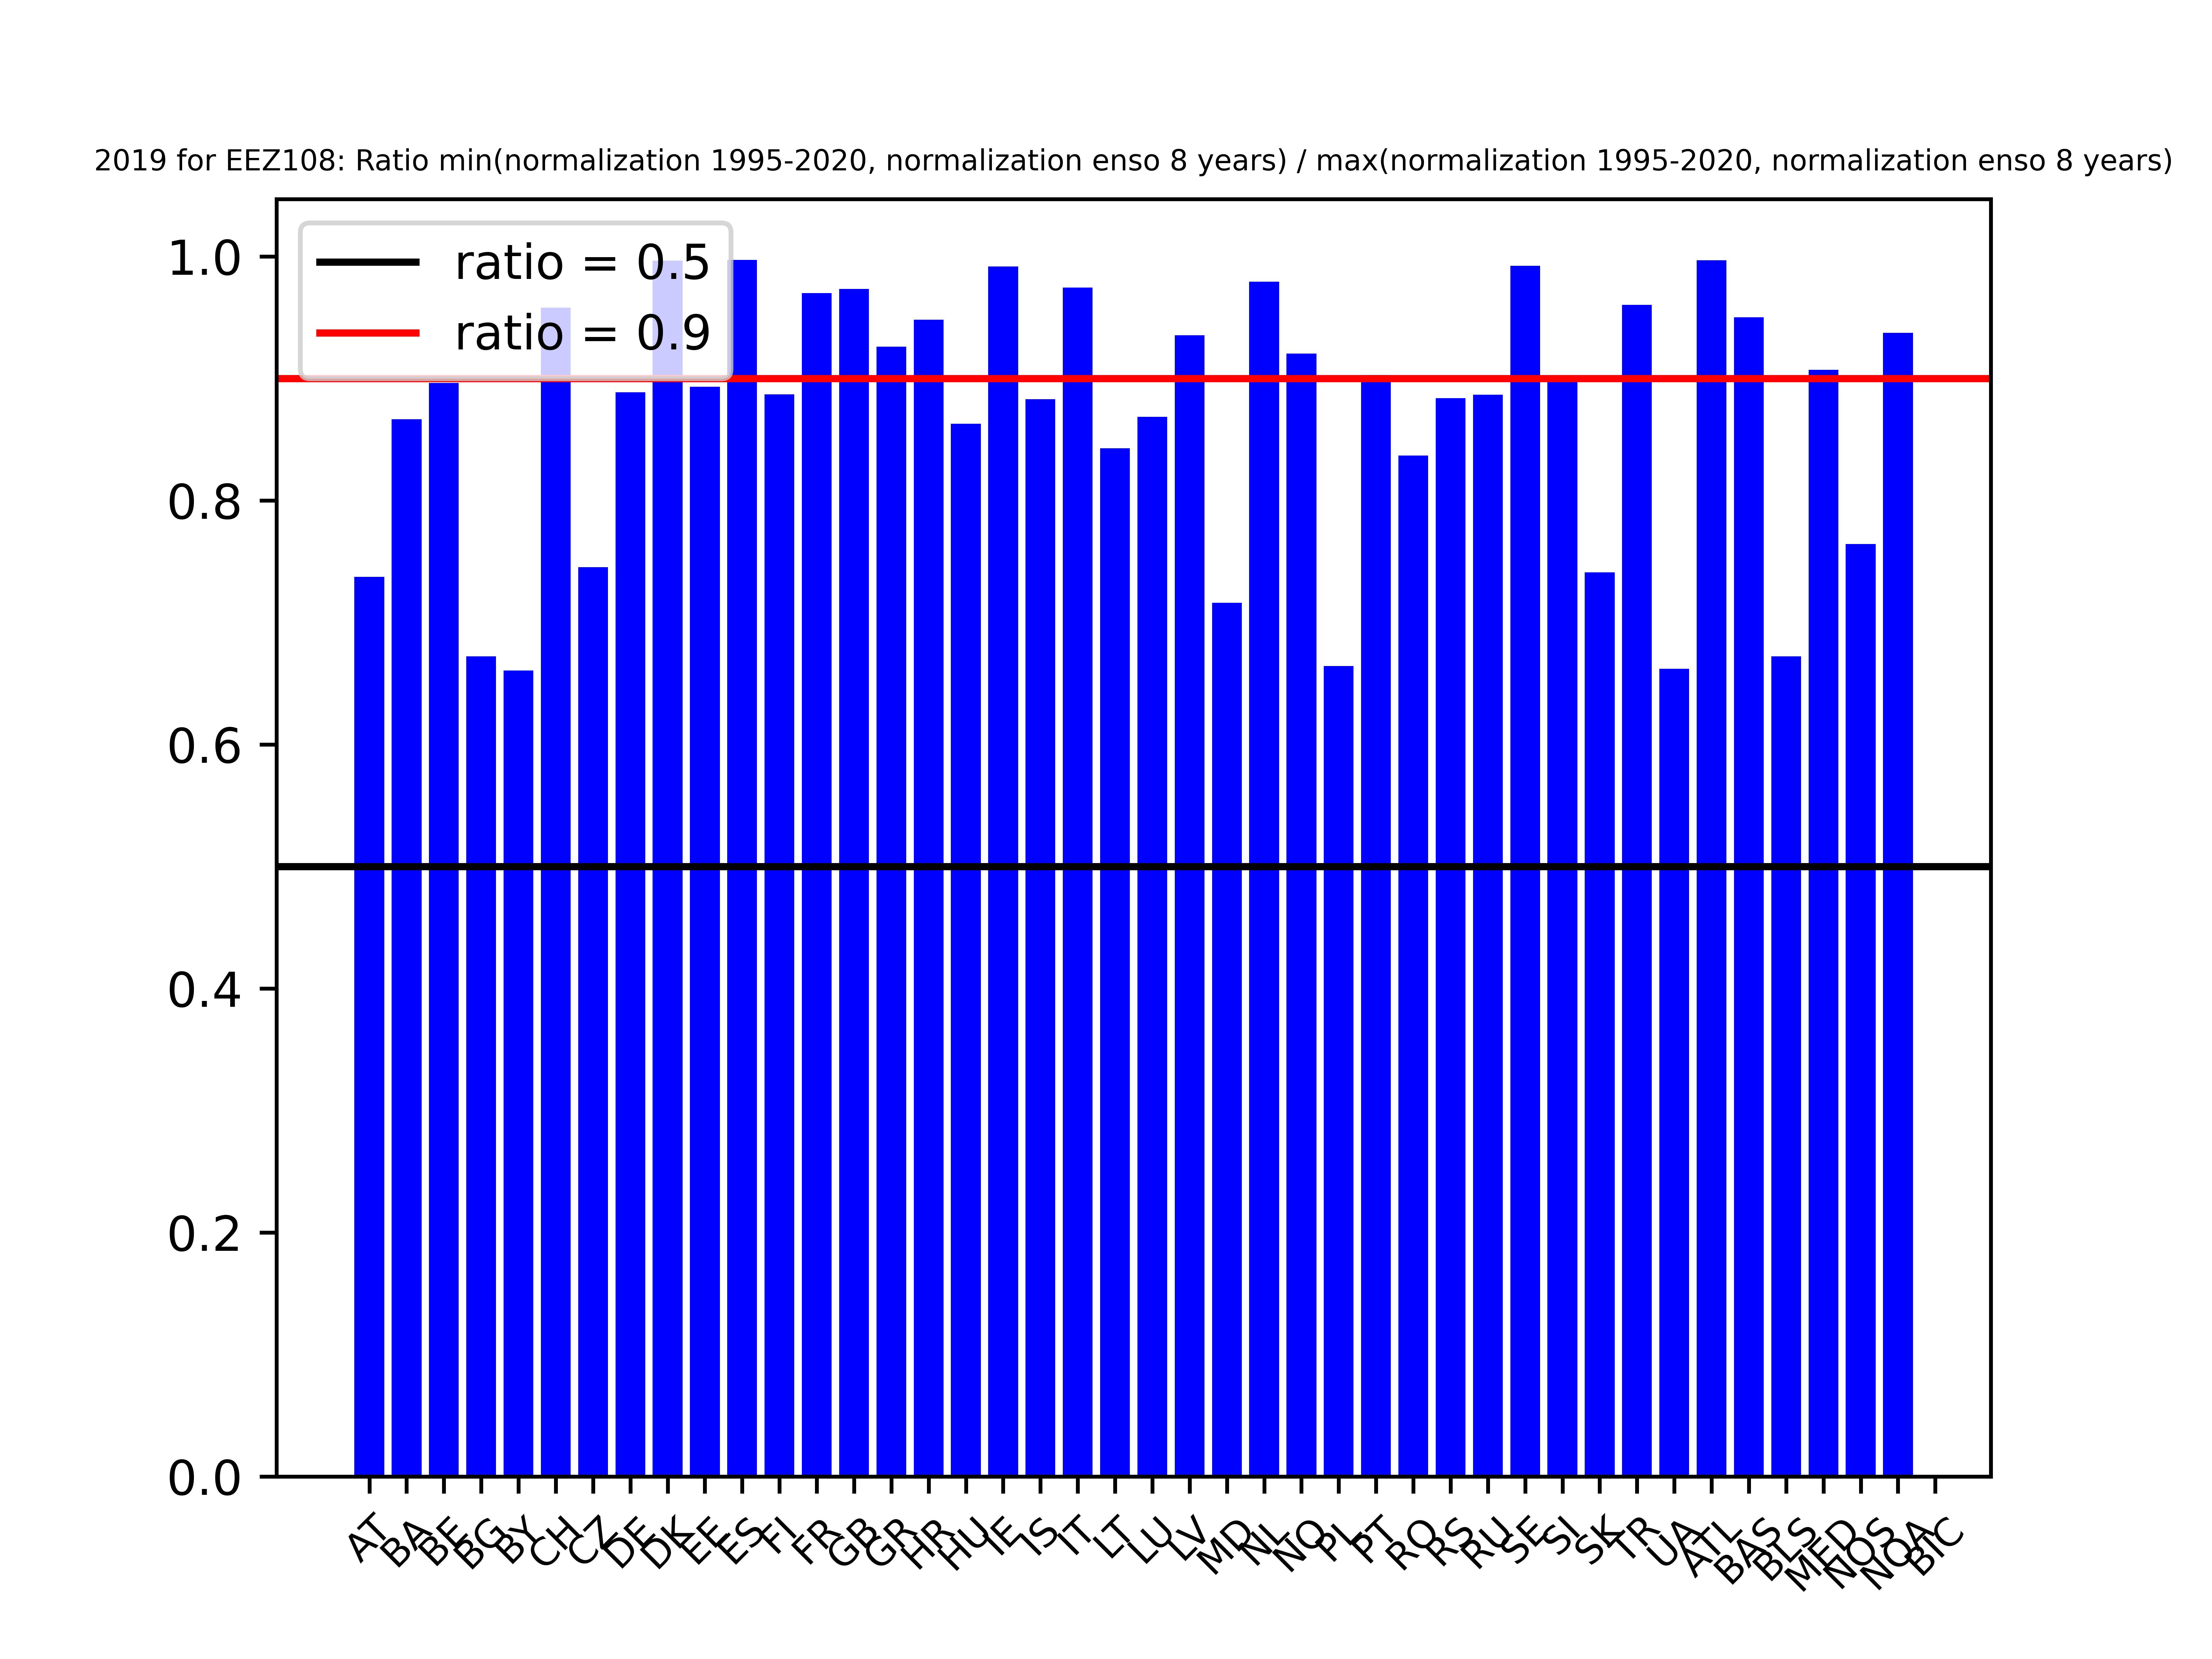 2019 for EEZ108: Ratio min(normalization 1995-2020, normalization enso 8 years) / max(normalization 1995-2020, normalization enso 8 years)
ratio = 0.5
ratio = 0.9
1.0
0.8
0.6
0.4
0.2
0.0
AT BA BE BG BY CH CZ DE DK EE ES FI FR GB GR HR HU IE IS IT LT LU LV MD NL NO PL PT RO RS RU SE SI SK TR UA ATL BAS BLS MED NOS NOA BIC